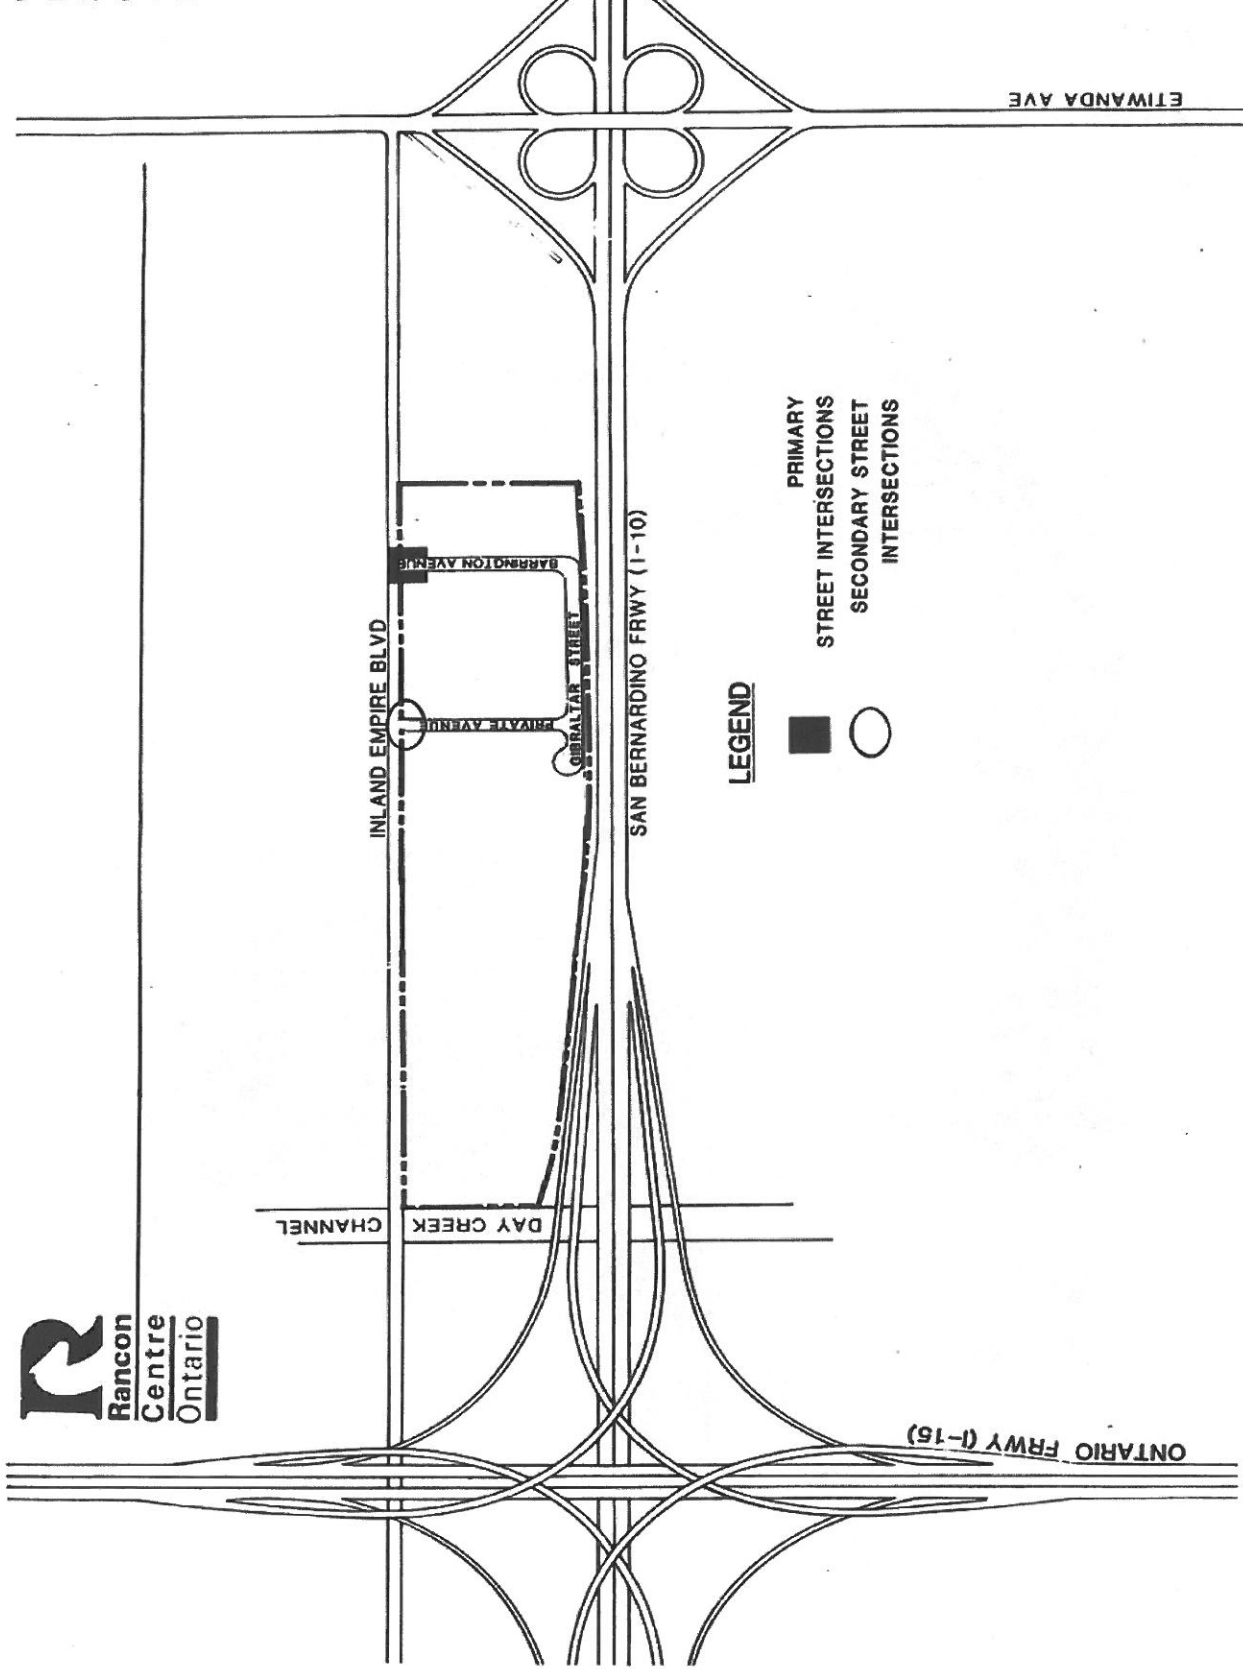 Rancon
Centre
Ontario
INLAND EMPIRE BLVD
BARRINGTON AVENUE
PRIVATE AVENUE
GIBRALTAR STREET
SAN BERNARDINO FRWY (I-10)
DAY CREEK CHANNEL
ETIWANDA AVE
ONTARIO FRWY (I-15)
LEGEND
PRIMARY
STREET INTERSECTIONS
SECONDARY STREET
INTERSECTIONS